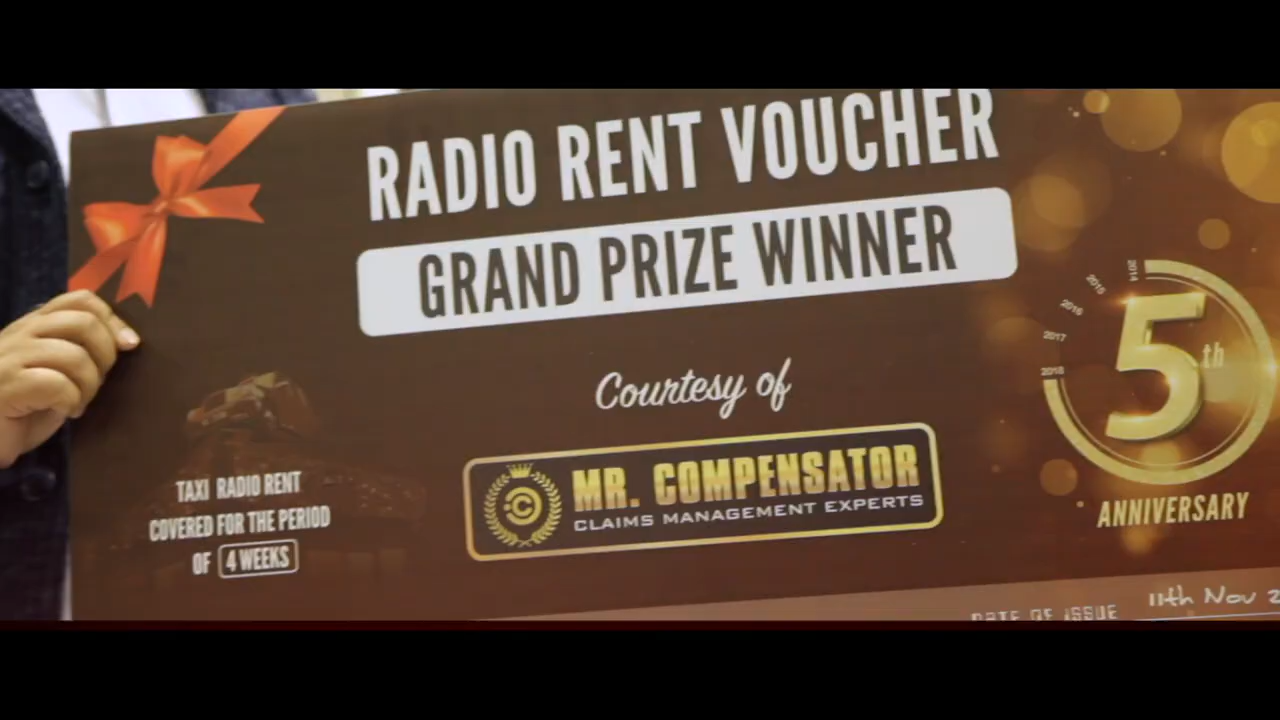 RADIO RENT VOUCHER
GRAND PRIZE WINNER
Courtesy of
MR. COMPENSATOR
CLAIMS MANAGEMENT EXPERTS
TAXI RADIO RENT
COVERED FOR THE PERIOD
OF 4 WEEKS
2014
2015
2016
2017
2018
5th
ANNIVERSARY
DATE OF ISSUE 11th Nov 2